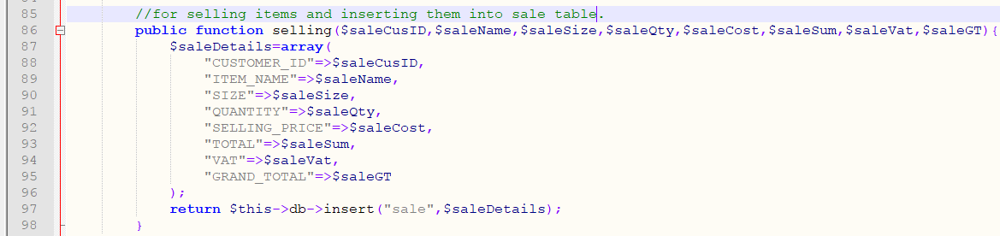 85 //for selling items and inserting them into sale table.
86 public function selling($saleCusID,$saleName,$saleSize,$saleQty,$saleCost,$saleSum,$saleVat,$saleGT){
87 $saleDetails=array(
88 "CUSTOMER_ID"=>$saleCusID,
89 "ITEM_NAME"=>$saleName,
90 "SIZE"=>$saleSize,
91 "QUANTITY"=>$saleQty,
92 "SELLING_PRICE"=>$saleCost,
93 "TOTAL"=>$saleSum,
94 "VAT"=>$saleVat,
95 "GRAND_TOTAL"=>$saleGT
96 );
97 return $this->db->insert("sale",$saleDetails);
98 }